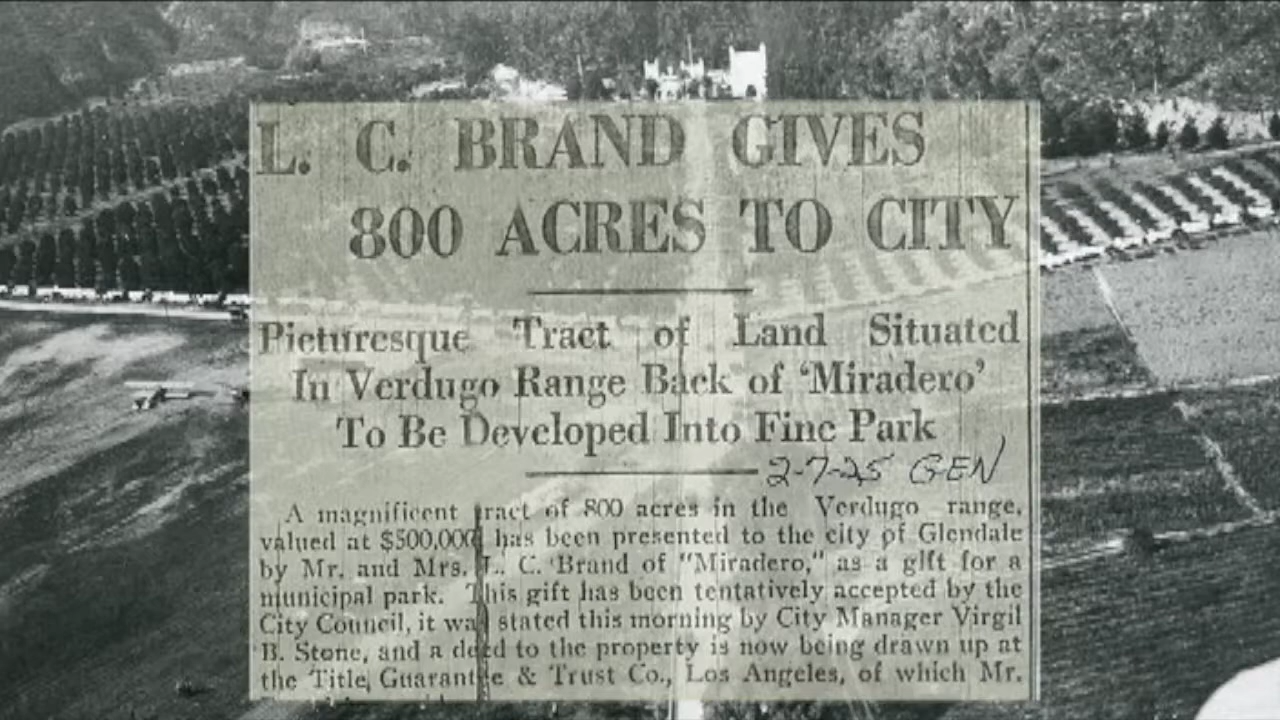 L. C. BRAND GIVES
800 ACRES TO CITY
Picturesque Tract of Land Situated
In Verdugo Range Back of 'Miradero'
To Be Developed Into Fine Park
2-7-25 GEN
A magnificent tract of 800 acres in the Verdugo range,
valued at $500,000, has been presented to the city of Glendale
by Mr. and Mrs. L. C. Brand of "Miradero," as a gift for a
municipal park. This gift has been tentatively accepted by the
City Council, it was stated this morning by City Manager Virgil
B. Stone, and a deed to the property is now being drawn up at
the Title Guarantee & Trust Co., Los Angeles, of which Mr.